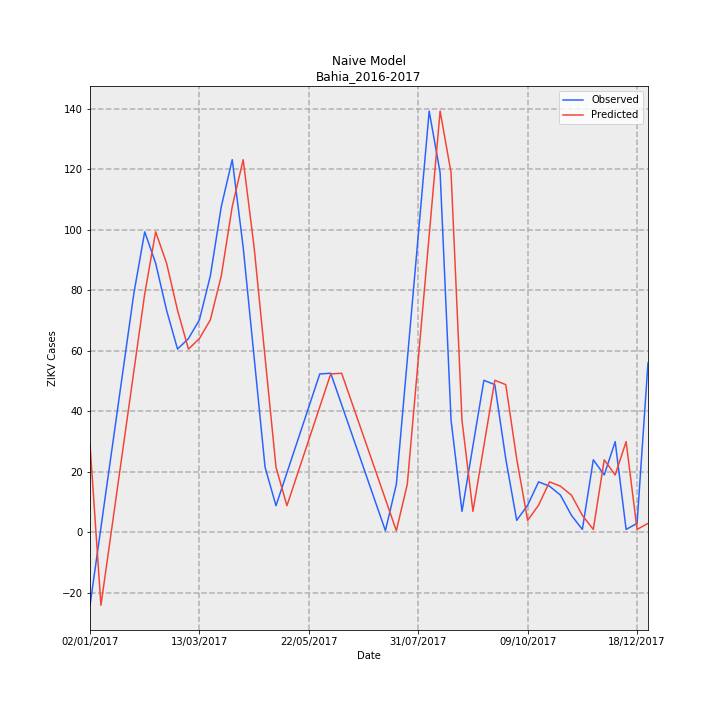 Naive Model
Bahia_2016-2017
Observed
Predicted
ZIKV Cases
140
120
100
80
60
40
20
0
−20
02/01/2017 13/03/2017 22/05/2017 31/07/2017 09/10/2017 18/12/2017
Date